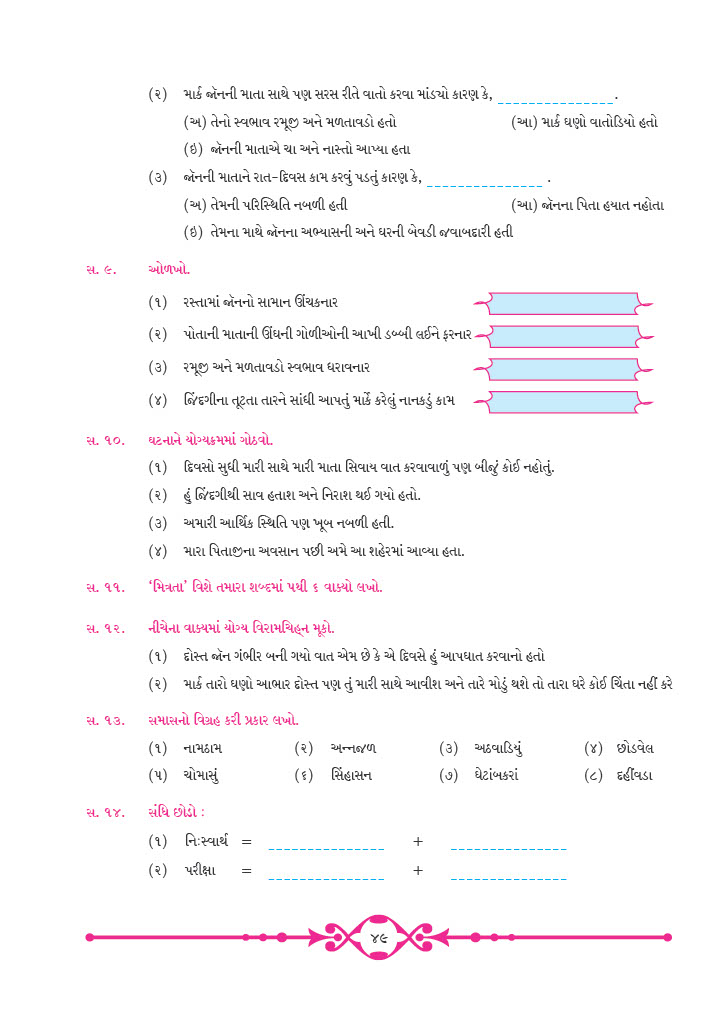 (૨) માર્ક જૅનની માતા સાથે પણ સરસ રીતે વાતો કરવા માંડ્યો કારણ કે, _______________.
(અ) તેનો સ્વભાવ રમૂજી અને મળતાવડો હતો (આ) માર્ક ઘણો વાતોડિયો હતો
(ઇ) જૅનની માતાએ ચા અને નાસ્તો આપ્યા હતા
(૩) જૅનની માતાને રાત-દિવસ કામ કરવું પડતું કારણ કે, _______________ .
(અ) તેમની પરિસ્થિતિ નબળી હતી (આ) જૅનના પિતા હયાત નહોતા
(ઇ) તેમના માથે જૅનના અભ્યાસની અને ઘરની બેવડી જવાબદારી હતી
સ. ૯. ઓળખો.
(૧) રસ્તામાં જૅનનો સામાન ઊંચકનાર
(૨) પોતાની માતાની ઊંઘની ગોળીઓની આખી ડબ્બી લઈને ફરનાર
(૩) રમૂજી અને મળતાવડો સ્વભાવ ધરાવનાર
(૪) જિંદગીના તૂટતા તારને સાંધી આપતું માર્કે કરેલું નાનકડું કામ
સ. ૧૦. ઘટનાને યોગ્યક્રમમાં ગોઠવો.
(૧) દિવસો સુધી મારી સાથે મારી માતા સિવાય વાત કરવાવાળું પણ બીજું કોઈ નહોતું.
(૨) હું જિંદગીથી સાવ હતાશ અને નિરાશ થઈ ગયો હતો.
(૩) અમારી આર્થિક સ્થિતિ પણ ખૂબ નબળી હતી.
(૪) મારા પિતાજીના અવસાન પછી અમે આ શહેરમાં આવ્યા હતા.
સ. ૧૧. ‘મિત્રતા’ વિશે તમારા શબ્દમાં ૫થી ૬ વાક્યો લખો.
સ. ૧૨. નીચેના વાક્યમાં યોગ્ય વિરામચિહ્ન મૂકો.
(૧) દોસ્ત જૅન ગંભીર બની ગયો વાત એમ છે કે એ દિવસે હું આપઘાત કરવાનો હતો
(૨) માર્ક તારો ઘણો આભાર દોસ્ત પણ તું મારી સાથે આવીશ અને તારે મોડું થશે તો તારા ઘરે કોઈ ચિંતા નહીં કરે
સ. ૧૩. સમાસનો વિગ્રહ કરી પ્રકાર લખો.
(૧) નામઠામ (૨) અન્નજળ (૩) અઠવાડિયું (૪) છોડવેલ
(૫) ચોમાસું (૬) સિંહાસન (૭) ઘેટાંબકરાં (૮) દહીંવડા
સ. ૧૪. સંધિ છોડો :
(૧) નિઃસ્વાર્થ = _______________ + _______________
(૨) પરીક્ષા = _______________ + _______________
૪૯